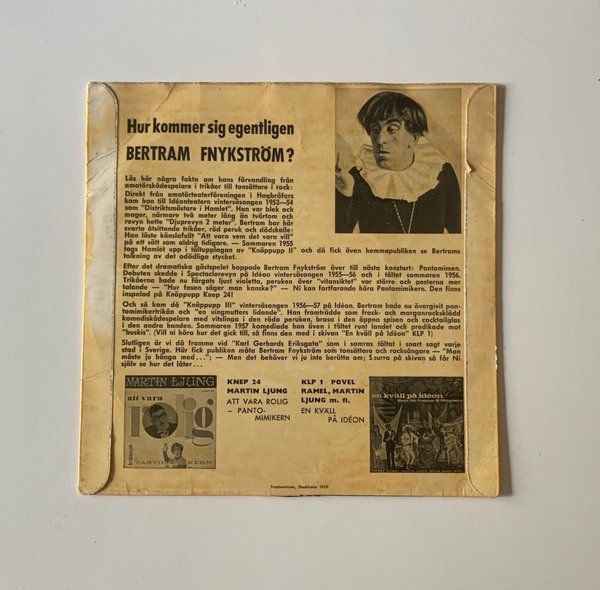 Hur kommer sig egentligen
BERTRAM FNYKSTRÖM?
Läs här några fakta om hans förvandling från
amatörskådespelare i trikåer till tonsättare i rock:
Direkt från amatörteaterföreningen i Hagbräfors
kom han till Idéonteatern vintersäsongen 1953—54
som "Distriktsmästare i Hamlet". Han var blek och
mager, närmare två meter lång än tvärtom och
revyn hette "Djuprevyn 2 meter". Bertram bar här
svarta åtsittande trikåer, röd peruk och dödskalle:
Han läste känslofullt "Att vara vem det vara vill"
på ett sätt som aldrig tidigare. — Sommaren 1955
togs Hamlet upp i tältupplagan av "Knäppupp II" och då fick även hemmapubliken se Bertrams
tolkning av det odödliga stycket.
Efter det dramatiska gästspelet hoppade Bertram Fnykström över till nästa konstart: Pantomimen.
Debuten skedde i Spectaclerevyn på Idéon vintersäsongen 1955—56 och i tältet sommaren 1956.
Trikåerna hade nu färgats ljust violetta, peruken över "vitansiktet" var större och gesterna mer
talande — "Hur fasen säger man kanske?" — Ni kan fortfarande höra Pantomimikern. Den finns
inspelad på Knäppupp Knep 24!
Och så kom då "Knäppupp III" vintersäsongen 1956—57 på Idéon. Bertram hade nu övergivit pan-
tomimikertrikån och "en vingmutters lidande". Han framträdde som frack- och morgonrocksklädd
komediskådespelare med vitslinga i den röda peruken, brasa i den öppna spisen och cocktailglas
i den andra handen. Sommaren 1957 komediade han även i tältet runt landet och predikade mot
"buskis". (Vill ni höra hur det gick till, så finns den med i skivan "En kväll på Idéon" KLP 1)
Slutligen är vi då framme vid "Karl Gerhards Eriksgata" som i somras tältat i snart sagt varje
stad i Sverige. Här fick publiken möta Bertram Fnykström som tonsättare och rocksångare — "Man
måste ju hänga med . . ."; — Men det behöver vi ju inte berätta om; Snurra på skivan så får Ni
själv se hur det låter . . .
MARTIN LJUNG
att vara
rolig
PANTOMIMIKERN
KNEP 24
MARTIN LJUNG
ATT VARA ROLIG
– PANTO-
MIMIKERN
KLP 1 POVEL
RAMEL, MARTIN
LJUNG m. fl.
EN KVÄLL
PÅ IDÉON
en kväll på idéon
Tryckcentrum, Stockholm 1959